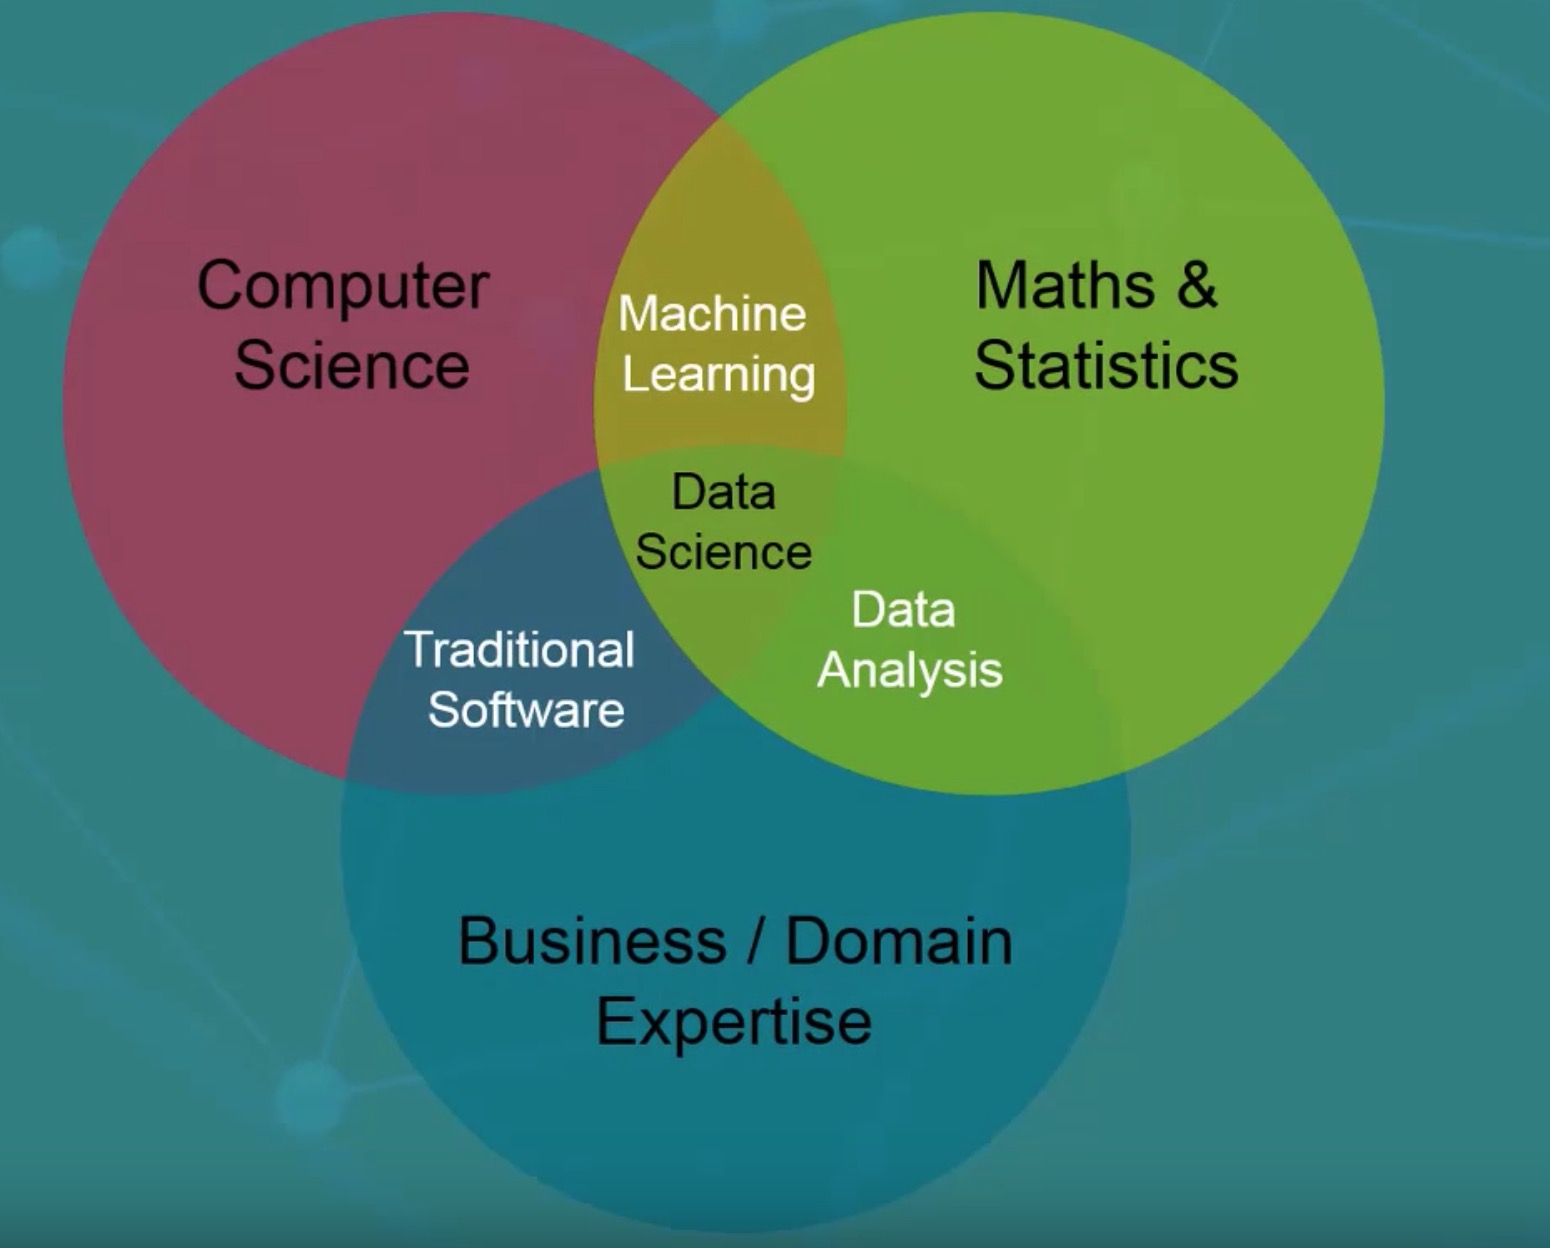 Computer
Science
Maths &
Statistics
Machine
Learning
Data
Science
Data
Analysis
Traditional
Software
Business / Domain
Expertise